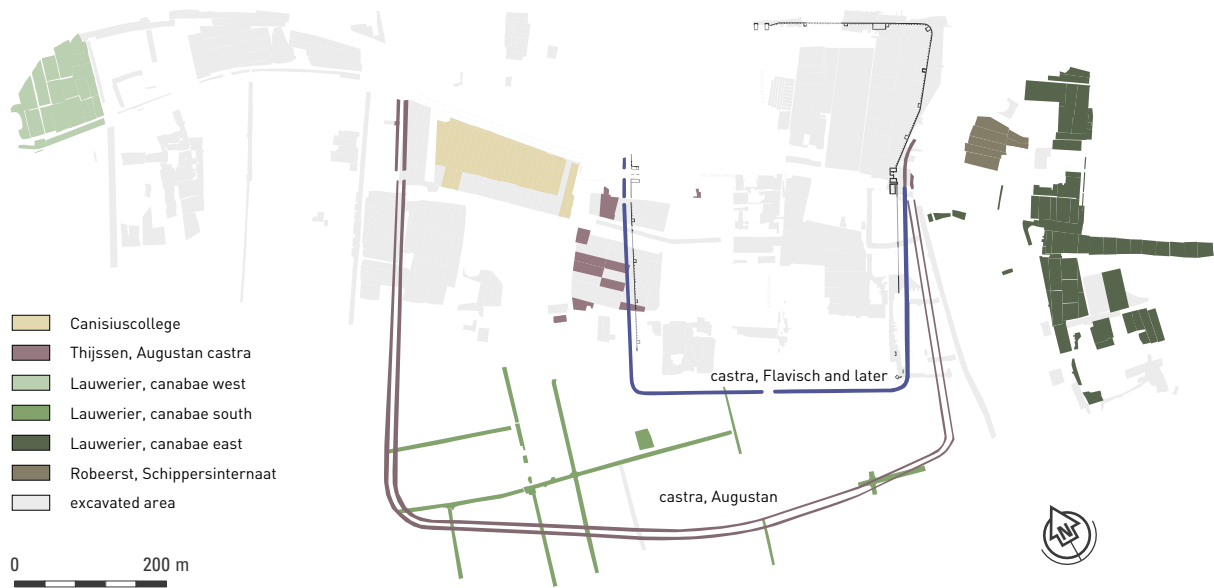 castra, Flavisch and later
castra, Augustan
Canisiuscollege
Thijssen, Augustan castra
Lauwerier, canabae west
Lauwerier, canabae south
Lauwerier, canabae east
Robeerst, Schippersinternaat
excavated area
0 200 m
N